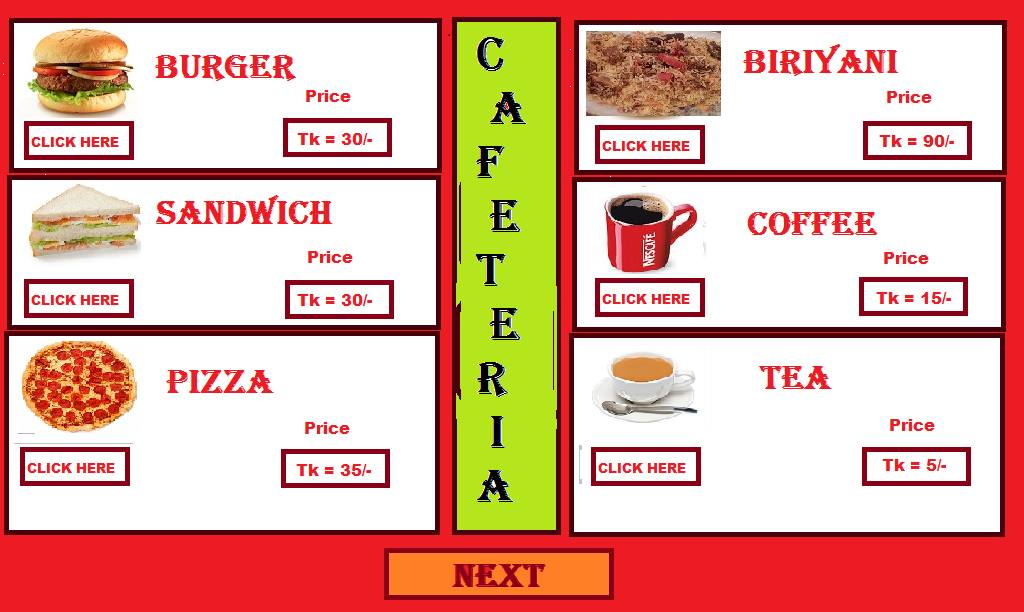 BURGER
Price
CLICK HERE
Tk = 30/-
SANDWICH
Price
CLICK HERE
Tk = 30/-
PIZZA
Price
CLICK HERE
Tk = 35/-
C
A
F
E
T
E
R
I
A
BIRIYANI
Price
CLICK HERE
Tk = 90/-
NESCAFÉ
COFFEE
Price
CLICK HERE
Tk = 15/-
TEA
Price
CLICK HERE
Tk = 5/-
NEXT